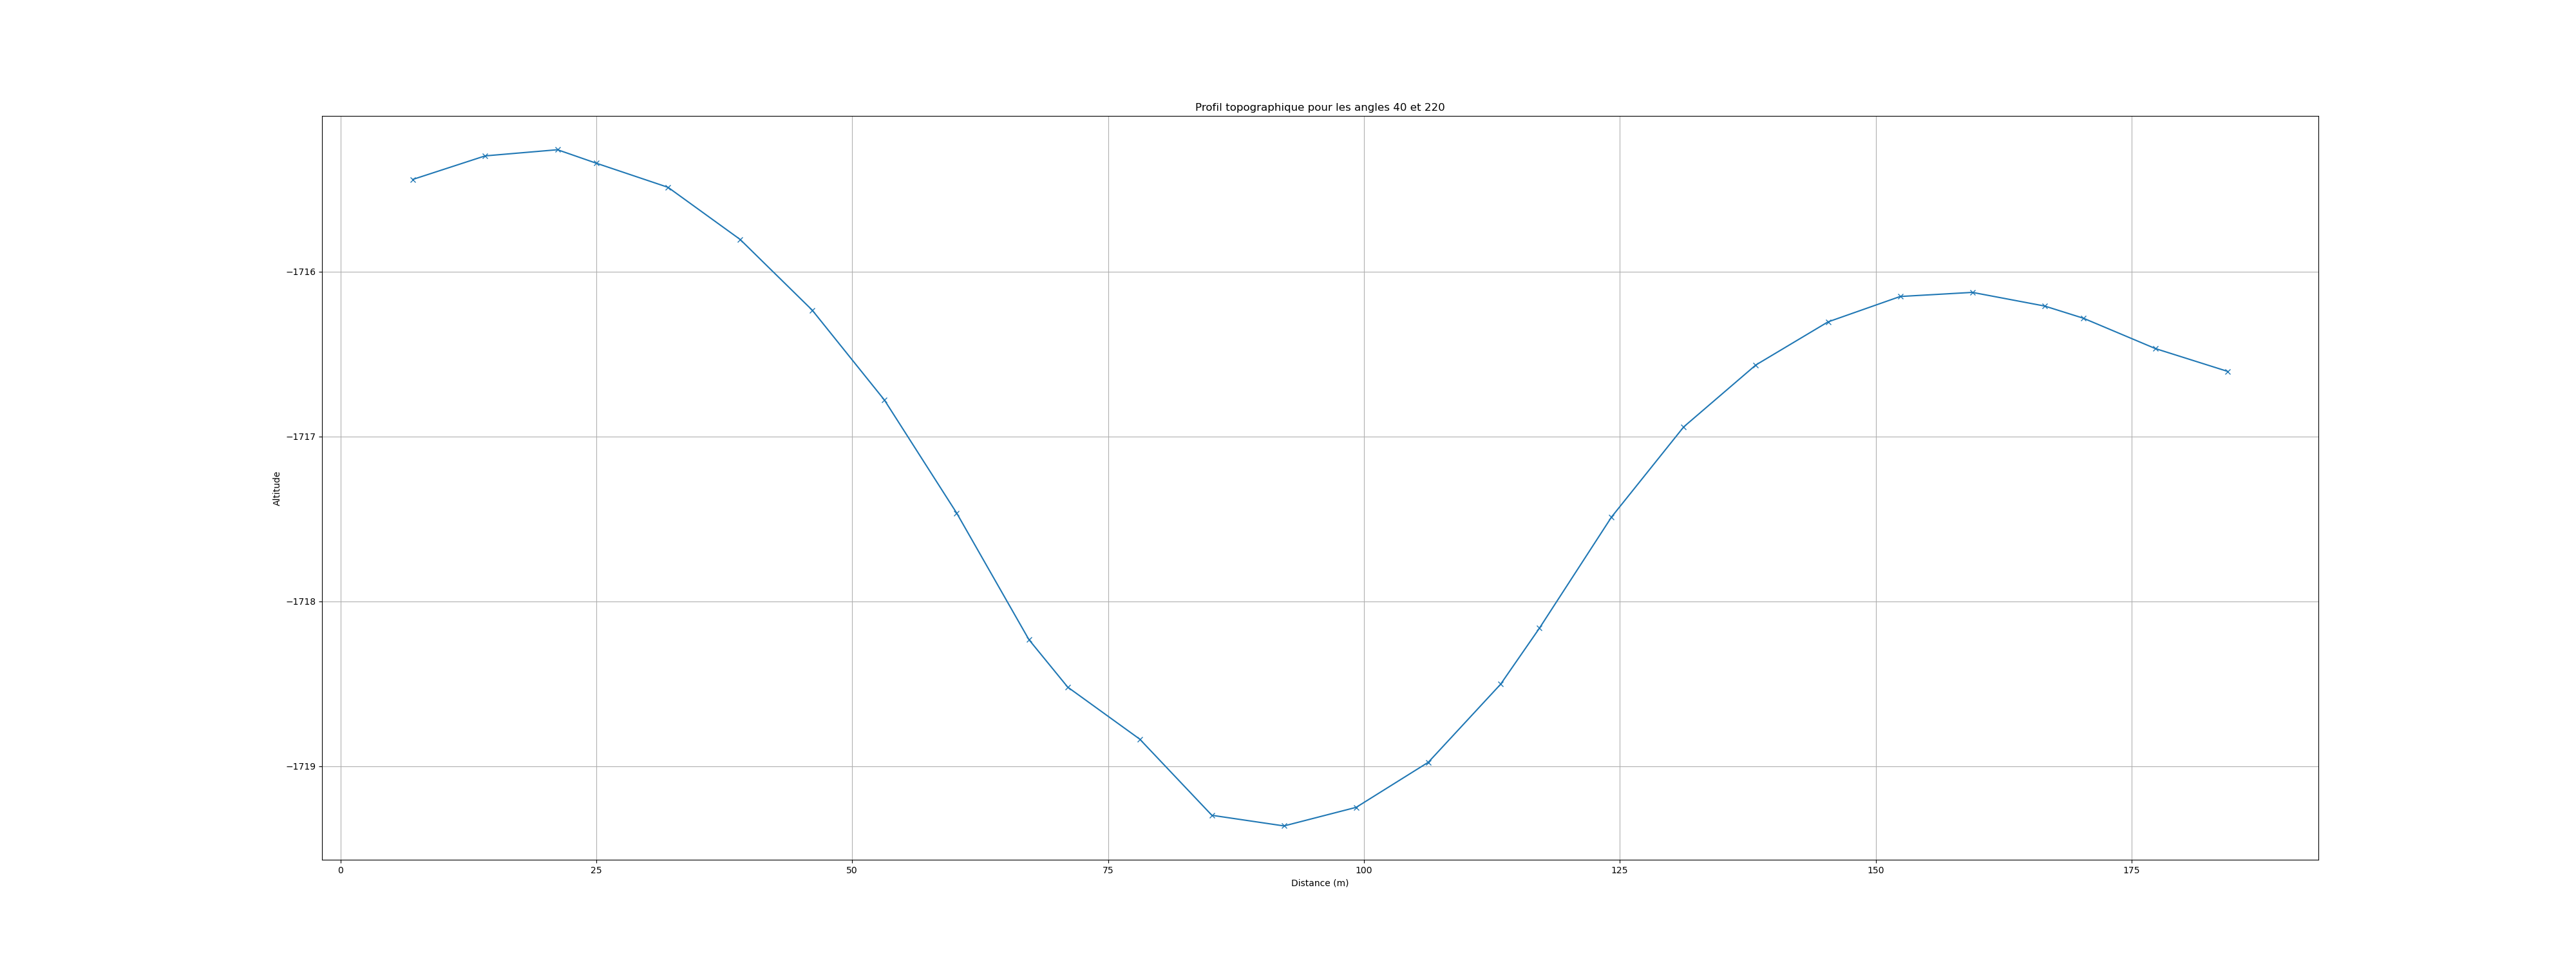 Profil topographique pour les angles 40 et 220
−1716
−1717
Altitude
−1718
−1719
0 25 50 75 100 125 150 175
Distance (m)